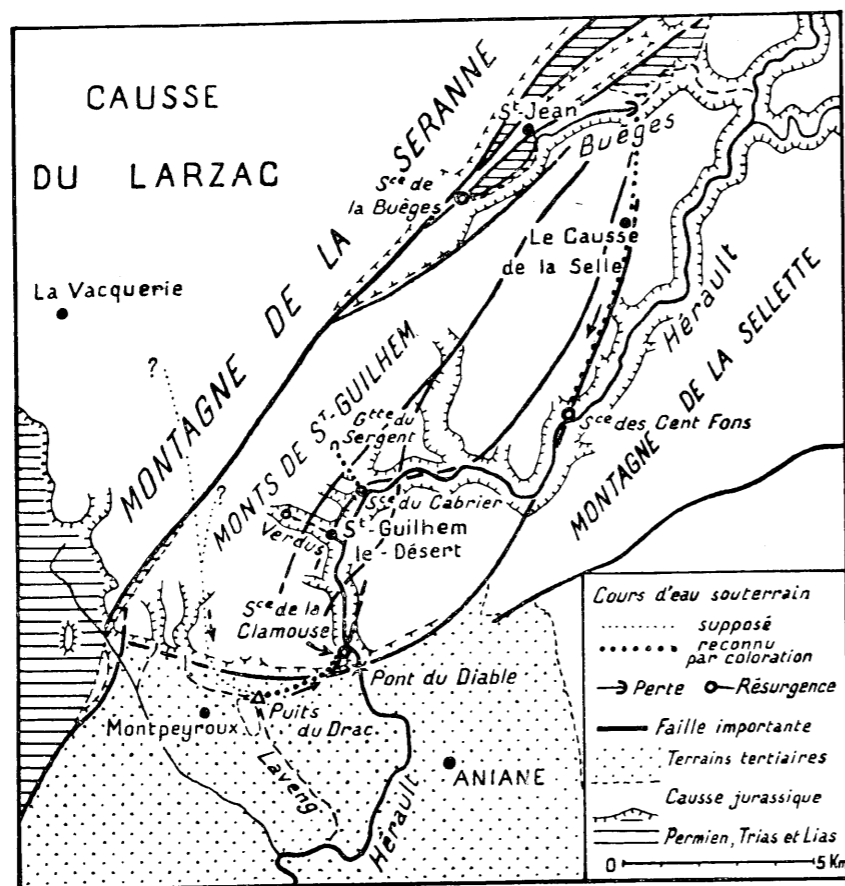 CAUSSE
DU LARZAC
MONTAGNE DE LA SERANNE
St-Jean
Buèges
Sce de
la Buèges
Le Causse
de la Selle
La Vacquerie
Hérault
MONTAGNE DE LA SELLETTE
?
MONTS DE St-GUILHEM
Gtte du
Sergent
Sce des Cent Fons
?
Sce du Cabrier
Verdus
St-Guilhem
le-Désert
Sce de la
Clamouse
Pont du Diable
Puits
du Drac
Montpeyroux
Laveng
Hérault
ANIANE
Cours d'eau souterrain
supposé
reconnu
par coloration
Perte
Résurgence
Faille importante
Terrains tertiaires
Causse jurassique
Permien, Trias et Lias
0 5 Km